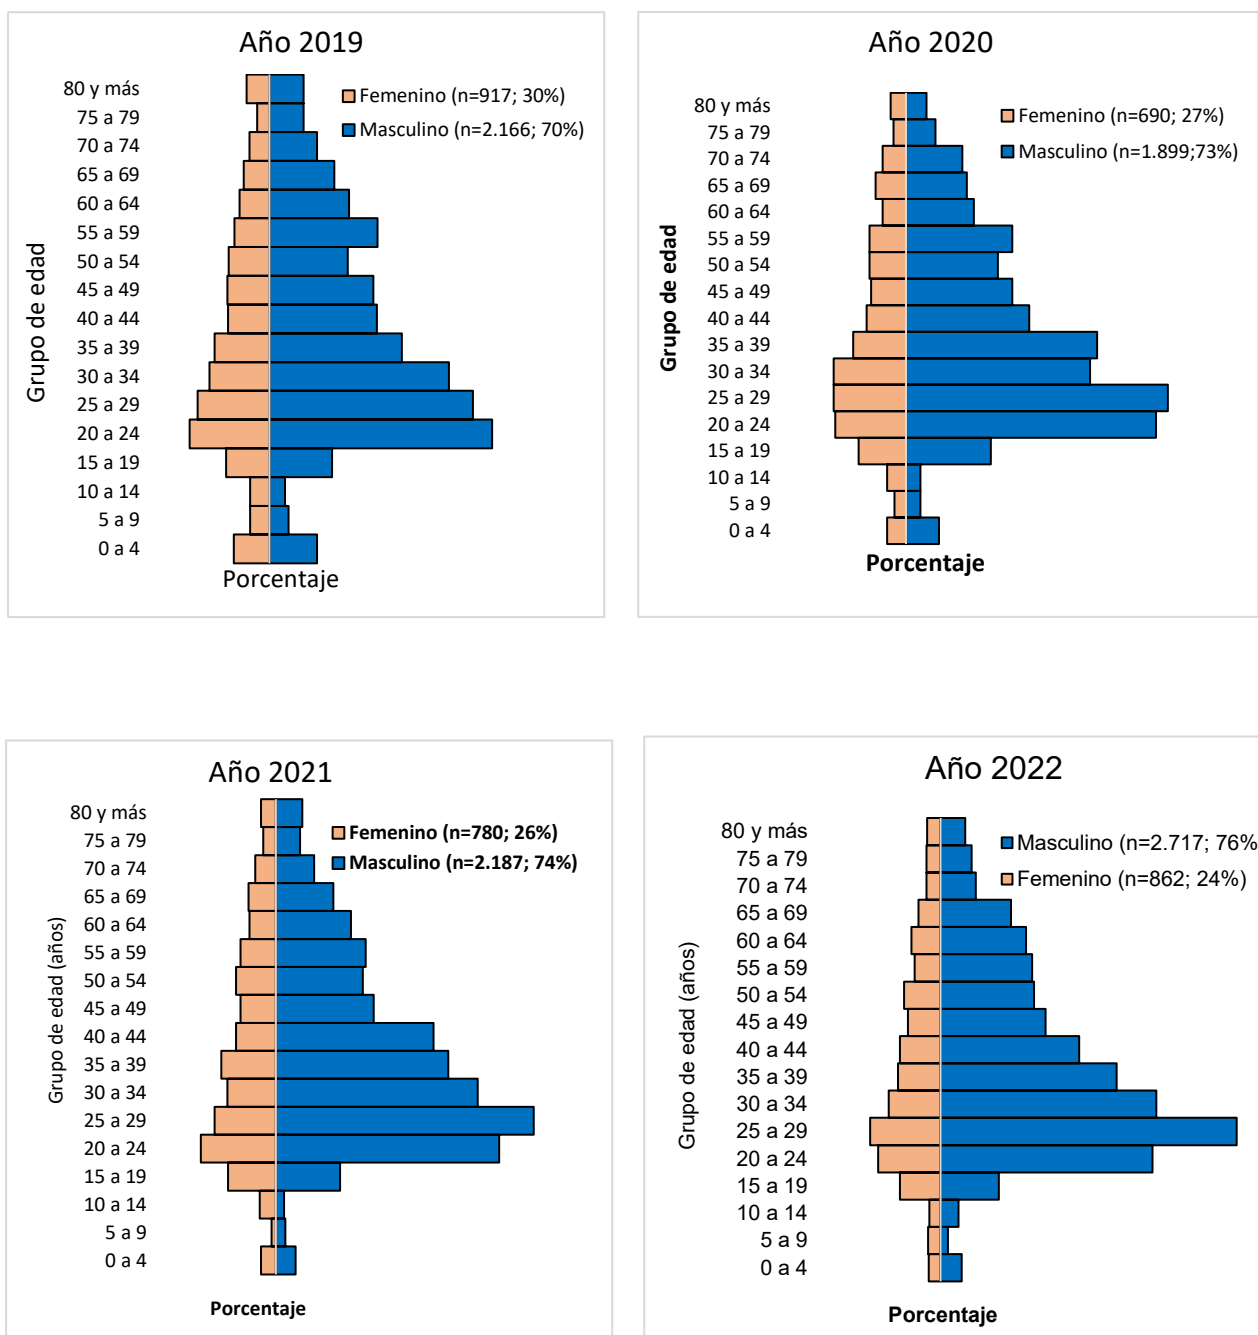 Año 2019
80 y más
75 a 79
70 a 74
65 a 69
60 a 64
55 a 59
50 a 54
45 a 49
40 a 44
35 a 39
30 a 34
25 a 29
20 a 24
15 a 19
10 a 14
5 a 9
0 a 4
Grupo de edad
Porcentaje
Femenino (n=917; 30%)
Masculino (n=2.166; 70%)
Año 2020
80 y más
75 a 79
70 a 74
65 a 69
60 a 64
55 a 59
50 a 54
45 a 49
40 a 44
35 a 39
30 a 34
25 a 29
20 a 24
15 a 19
10 a 14
5 a 9
0 a 4
Grupo de edad
Porcentaje
Femenino (n=690; 27%)
Masculino (n=1.899;73%)
Año 2021
80 y más
75 a 79
70 a 74
65 a 69
60 a 64
55 a 59
50 a 54
45 a 49
40 a 44
35 a 39
30 a 34
25 a 29
20 a 24
15 a 19
10 a 14
5 a 9
0 a 4
Grupo de edad (años)
Porcentaje
Femenino (n=780; 26%)
Masculino (n=2.187; 74%)
Año 2022
80 y más
75 a 79
70 a 74
65 a 69
60 a 64
55 a 59
50 a 54
45 a 49
40 a 44
35 a 39
30 a 34
25 a 29
20 a 24
15 a 19
10 a 14
5 a 9
0 a 4
Grupo de edad (años)
Porcentaje
Masculino (n=2.717; 76%
Femenino (n=862; 24%)